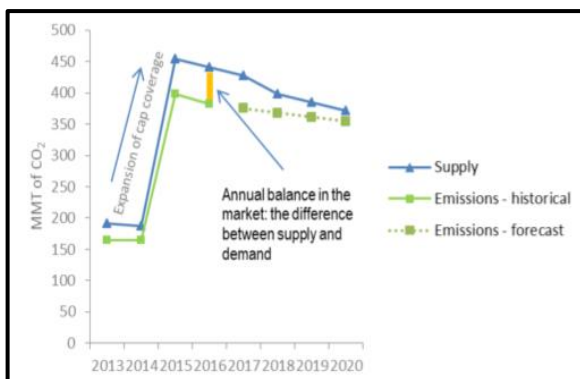 500
450
400
350
300
250
200
150
100
50
0
MMT of CO₂
Expansion of cap coverage
Annual balance in the
market: the difference
between supply and
demand
Supply
Emissions - historical
Emissions - forecast
2013 2014 2015 2016 2017 2018 2019 2020